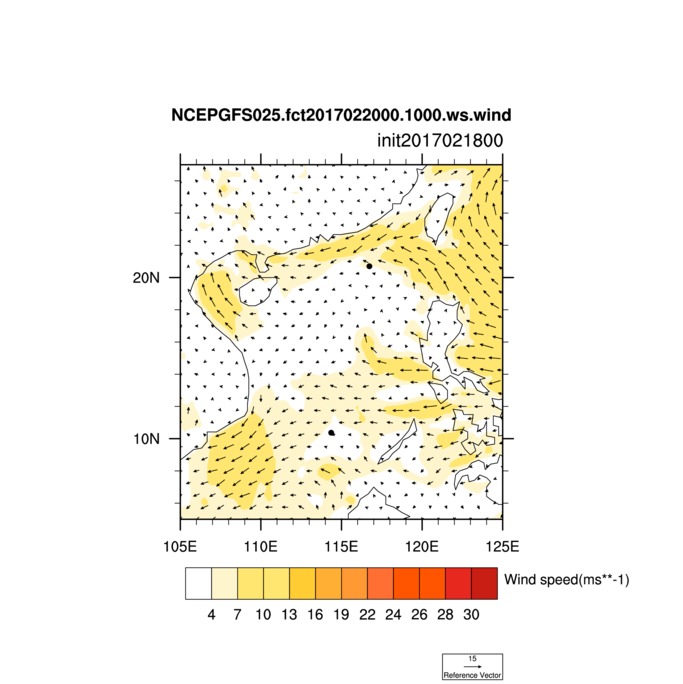 NCEPGFS025.fct2017022000.1000.ws.wind
init2017021800
20N
10N
105E 110E 115E 120E 125E
Wind speed(ms**-1)
4 7 10 13 16 19 22 24 26 28 30
15
Reference Vector